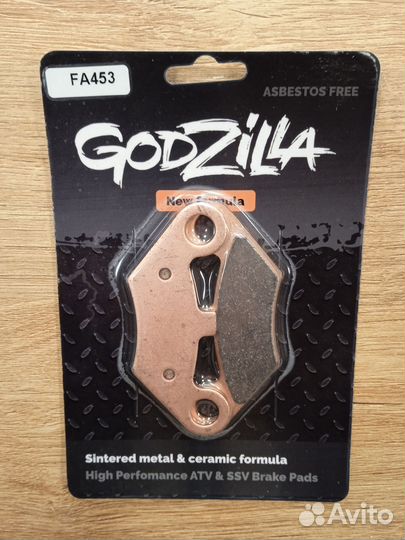 FA453
ASBESTOS FREE
GODZILLA
New formula
Sintered metal & ceramic formula
High Perfomance ATV & SSV Brake Pads
Avito